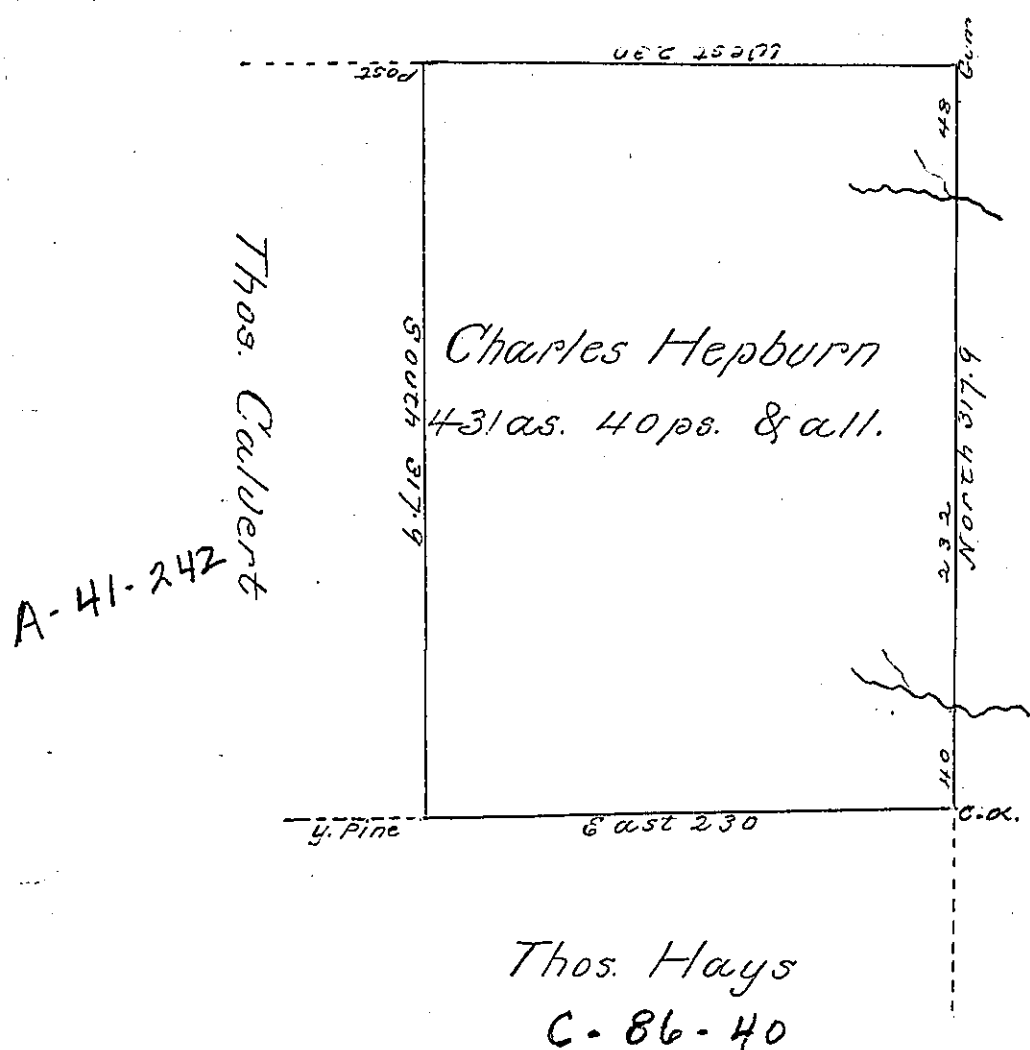 West 230
Post
Gum
48
Thos. Calvert
South 317.9
Charles Hepburn
431 as. 40 ps. & all.
North 317.9
232
A-41-242
40
Y. Pine
East 230
C.O.
Thos. Hays
C-86-40